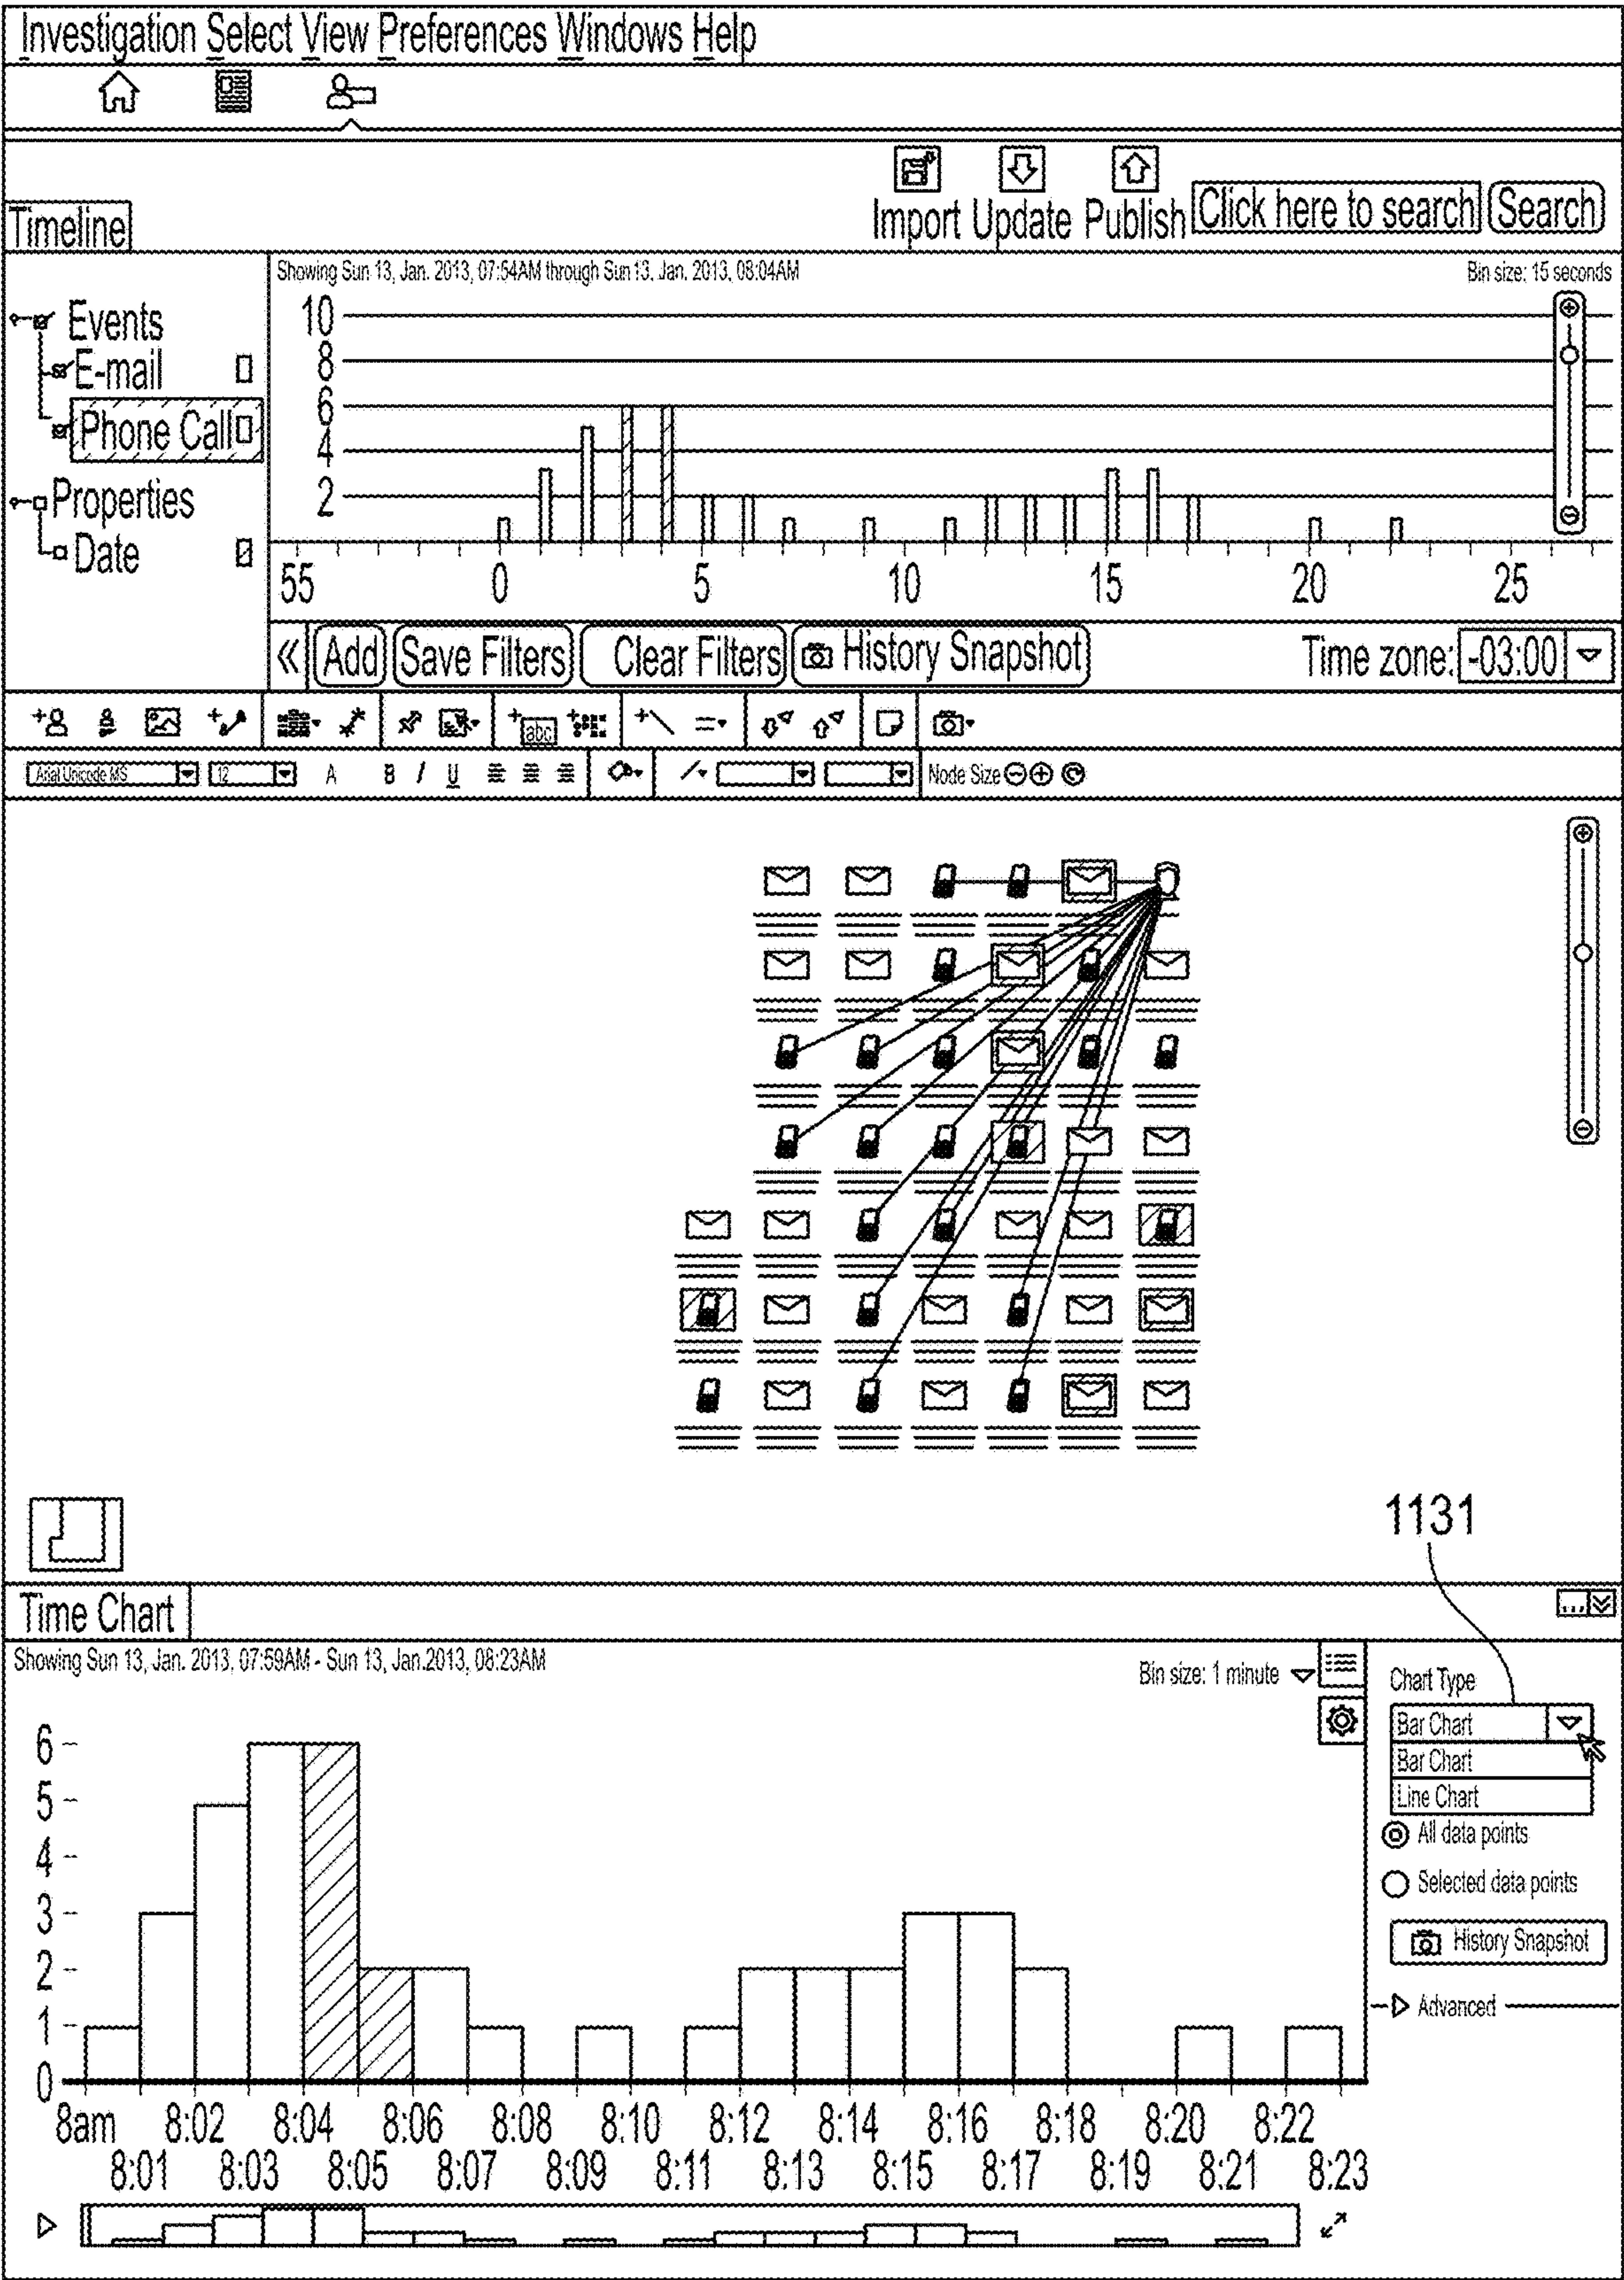 Investigation Select View Preferences Windows Help
Import Update Publish Click here to search Search
Timeline
Showing Sun 13, Jan. 2013, 07:54AM through Sun 13, Jan. 2013, 08:04AM
Bin size: 15 seconds
Events
E-mail
Phone Call
Properties
Date
10
8
6
4
2
55 0 5 10 15 20 25
« Add Save Filters Clear Filters History Snapshot Time zone: -03:00
abc
Arial Unicode MS 12 A B I U Node Size
1131
Time Chart
...
Showing Sun 13, Jan. 2013, 07:59AM - Sun 13, Jan.2013, 08:23AM
Bin size: 1 minute
Chart Type
Bar Chart
Bar Chart
Line Chart
All data points
Selected data points
History Snapshot
Advanced
6
5
4
3
2
1
0
8am 8:02 8:04 8:06 8:08 8:10 8:12 8:14 8:16 8:18 8:20 8:22
8:01 8:03 8:05 8:07 8:09 8:11 8:13 8:15 8:17 8:19 8:21 8:23